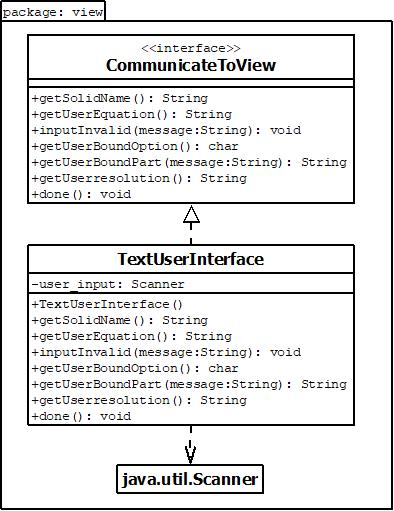 package: view
<<interface>>
CommunicateToView
+getSolidName(): String
+getUserEquation(): String
+inputInvalid(message:String): void
+getUserBoundOption(): char
+getUserBoundPart(message:String): String
+getUserresolution(): String
+done(): void
TextUserInterface
-user_input: Scanner
+TextUserInterface()
+getSolidName(): String
+getUserEquation(): String
+inputInvalid(message:String): void
+getUserBoundOption(): char
+getUserBoundPart(message:String): String
+getUserresolution(): String
+done(): void
java.util.Scanner